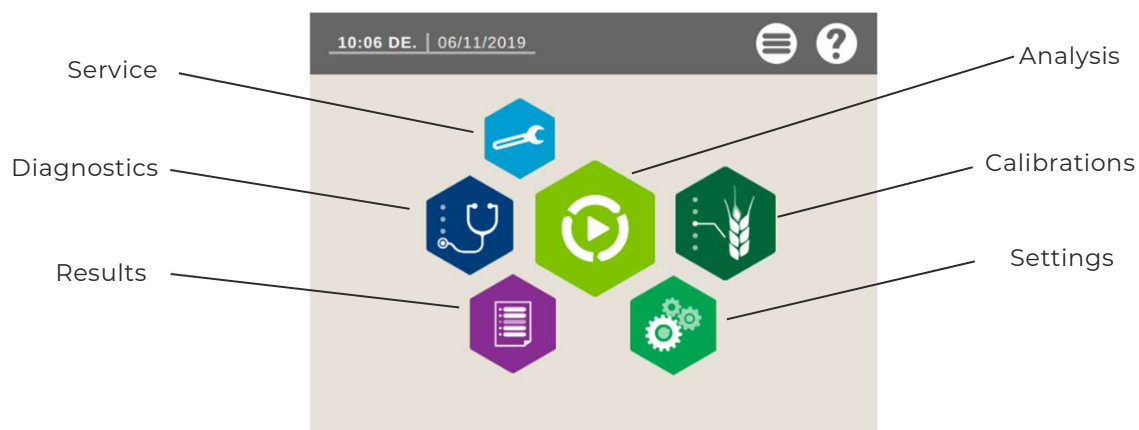 10:06 DE. | 06/11/2019
?
Service
Analysis
Diagnostics
Calibrations
Results
Settings